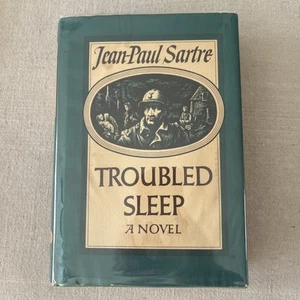 Jean-Paul Sartre
TROUBLED
SLEEP
A NOVEL